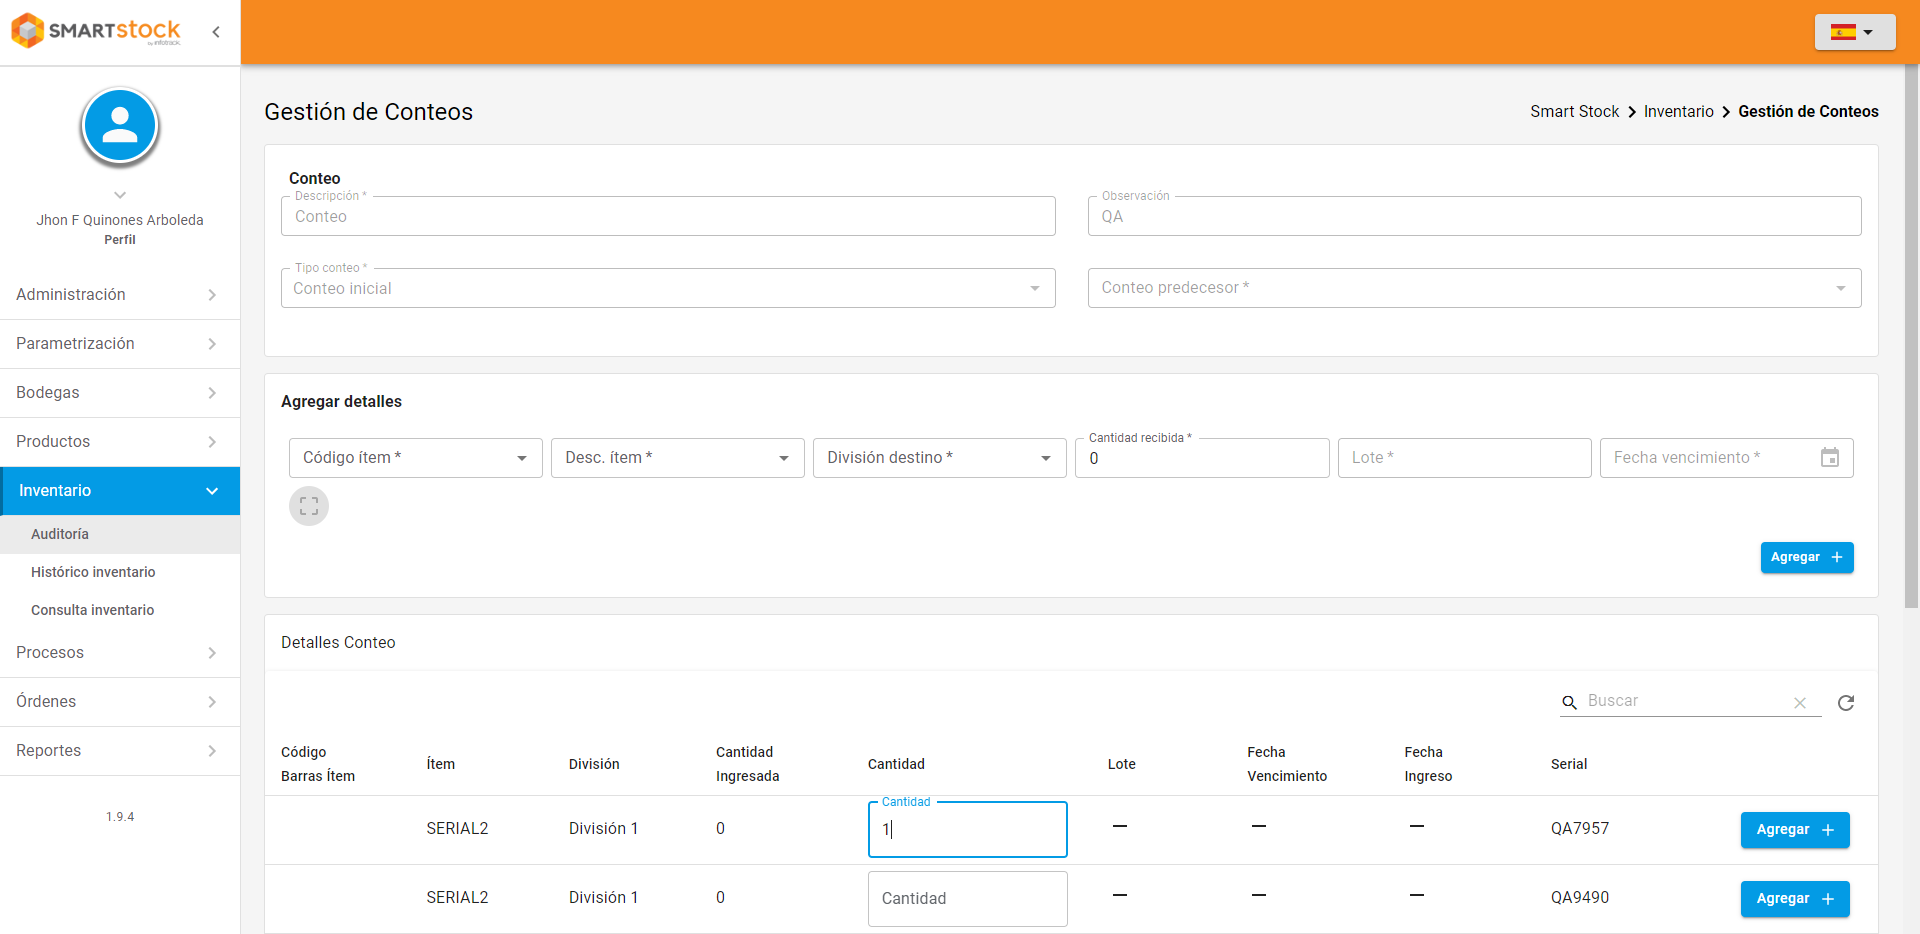 SMARTstock
by infotrack.
Jhon F Quinones Arboleda
Perfil
Administración
Parametrización
Bodegas
Productos
Inventario
Auditoría
Histórico inventario
Consulta inventario
Procesos
Órdenes
Reportes
1.9.4
Gestión de Conteos
Smart Stock > Inventario > Gestión de Conteos
Conteo
Descripción *
Conteo
Observación
QA
Tipo conteo *
Conteo inicial
Conteo predecesor *
Agregar detalles
Código ítem *
Desc. ítem *
División destino *
Cantidad recibida *
0
Lote *
Fecha vencimiento *
Agregar +
Detalles Conteo
Buscar
Código Barras Ítem
Ítem
División
Cantidad Ingresada
Cantidad
Lote
Fecha Vencimiento
Fecha Ingreso
Serial
SERIAL2 División 1 0 Cantidad 1 — — — QA7957 Agregar +
SERIAL2 División 1 0 Cantidad — — — QA9490 Agregar +